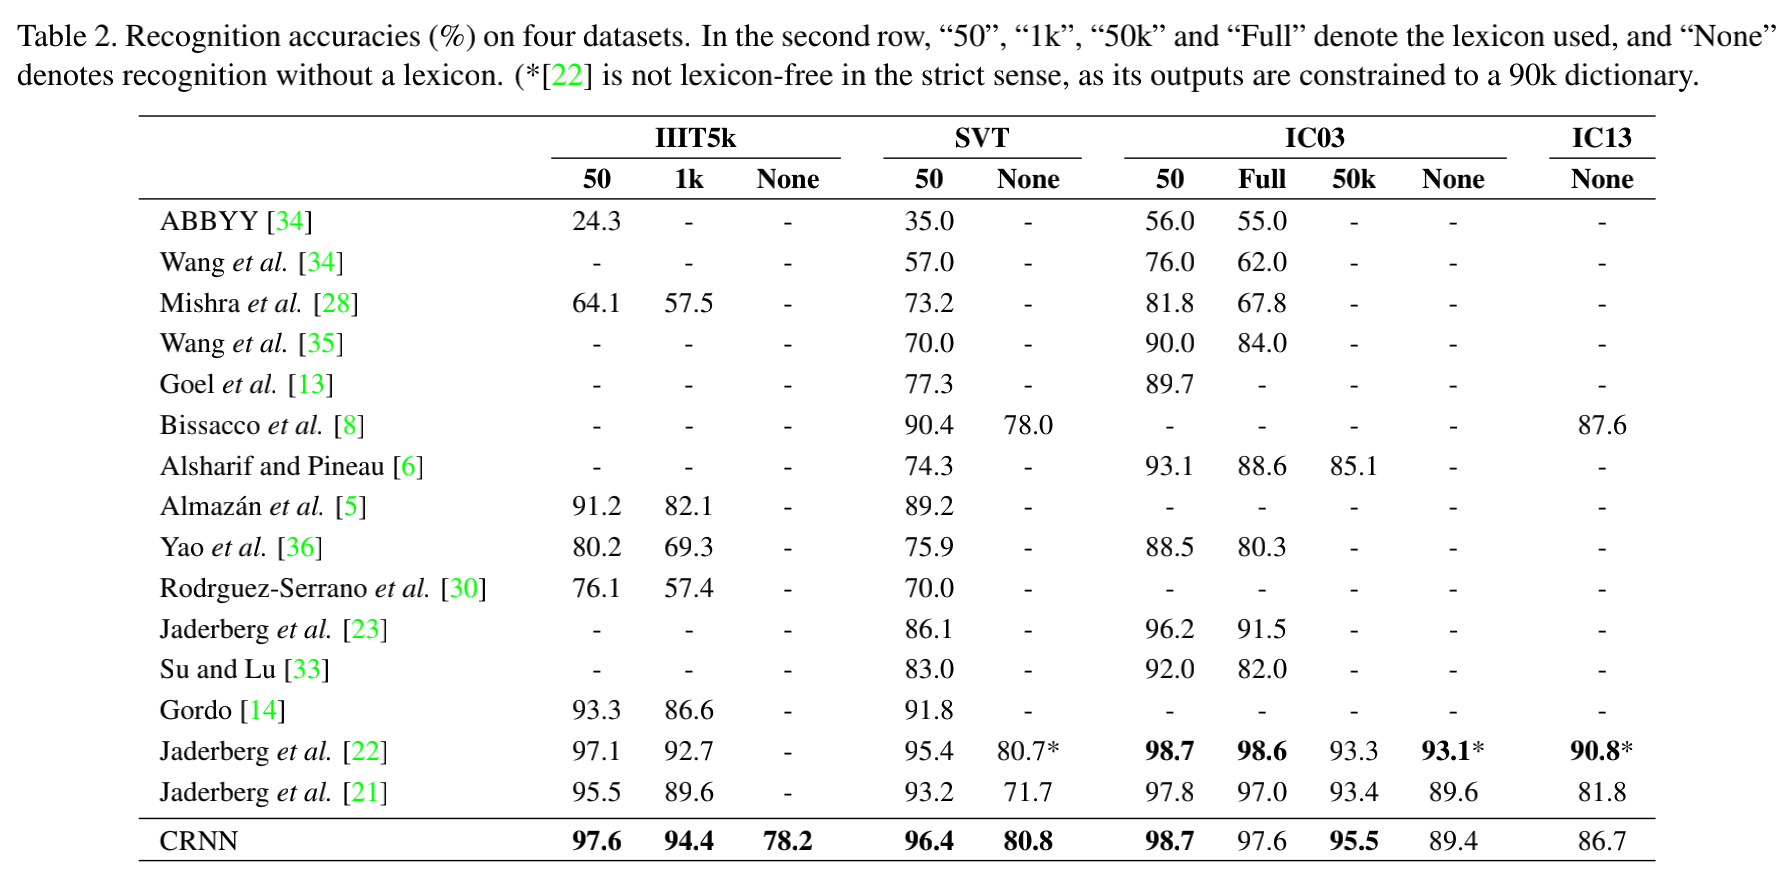 Table 2. Recognition accuracies (%) on four datasets. In the second row, “50”, “1k”, “50k” and “Full” denote the lexicon used, and “None”
denotes recognition without a lexicon. (*[22] is not lexicon-free in the strict sense, as its outputs are constrained to a 90k dictionary.
IIIT5k SVT IC03 IC13
50 1k None 50 None 50 Full 50k None None
ABBYY [34] 24.3 - - 35.0 - 56.0 55.0 - - -
Wang et al. [34] - - - 57.0 - 76.0 62.0 - - -
Mishra et al. [28] 64.1 57.5 - 73.2 - 81.8 67.8 - - -
Wang et al. [35] - - - 70.0 - 90.0 84.0 - - -
Goel et al. [13] - - - 77.3 - 89.7 - - - -
Bissacco et al. [8] - - - 90.4 78.0 - - - - 87.6
Alsharif and Pineau [6] - - - 74.3 - 93.1 88.6 85.1 - -
Almazán et al. [5] 91.2 82.1 - 89.2 - - - - - -
Yao et al. [36] 80.2 69.3 - 75.9 - 88.5 80.3 - - -
Rodrguez-Serrano et al. [30] 76.1 57.4 - 70.0 - - - - - -
Jaderberg et al. [23] - - - 86.1 - 96.2 91.5 - - -
Su and Lu [33] - - - 83.0 - 92.0 82.0 - - -
Gordo [14] 93.3 86.6 - 91.8 - - - - - -
Jaderberg et al. [22] 97.1 92.7 - 95.4 80.7* 98.7 98.6 93.3 93.1* 90.8*
Jaderberg et al. [21] 95.5 89.6 - 93.2 71.7 97.8 97.0 93.4 89.6 81.8
CRNN 97.6 94.4 78.2 96.4 80.8 98.7 97.6 95.5 89.4 86.7